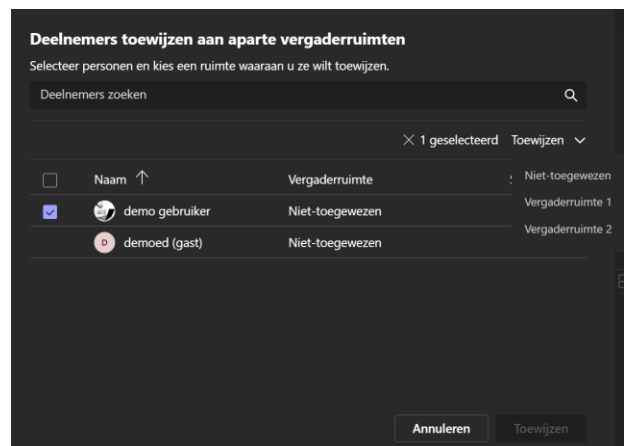 Deelnemers toewijzen aan aparte vergaderruimten
Selecteer personen en kies een ruimte waaraan u ze wilt toewijzen.
Deelnemers zoeken
1 geselecteerd Toewijzen
Naam Vergaderruimte
Niet-toegewezen
Vergaderruimte 1
Vergaderruimte 2
demo gebruiker Niet-toegewezen
D demoed (gast) Niet-toegewezen
Annuleren Toewijzen